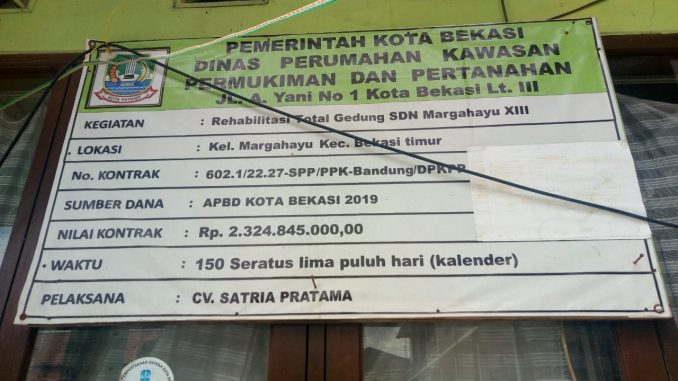 PEMERINTAH KOTA BEKASI
DINAS PERUMAHAN KAWASAN
PERMUKIMAN DAN PERTANAHAN
JL. A. Yani No 1 Kota Bekasi Lt. III
KEGIATAN : Rehabilitasi Total Gedung SDN Margahayu XIII
LOKASI : Kel. Margahayu Kec. Bekasi timur
No. KONTRAK : 602.1/22.27-SPP/PPK-Bandung/DPKPP
SUMBER DANA : APBD KOTA BEKASI 2019
NILAI KONTRAK : Rp. 2.324.845.000,00
WAKTU : 150 Seratus lima puluh hari (kalender)
PELAKSANA : CV. SATRIA PRATAMA